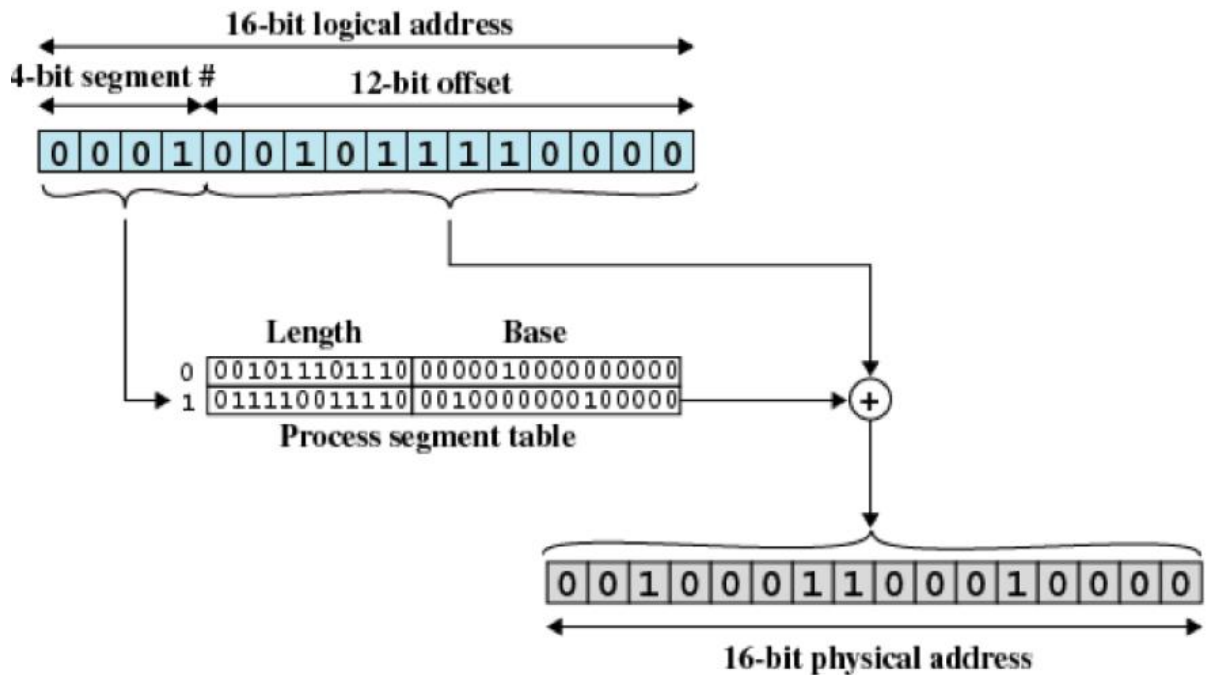 16-bit logical address
4-bit segment # 12-bit offset
0 0 0 1 0 0 1 0 1 1 1 1 0 0 0 0
Length Base
0 001011101110 0000010000000000
1 011110011110 0010000000100000
+
Process segment table
0 0 1 0 0 0 1 1 0 0 0 1 0 0 0 0
16-bit physical address